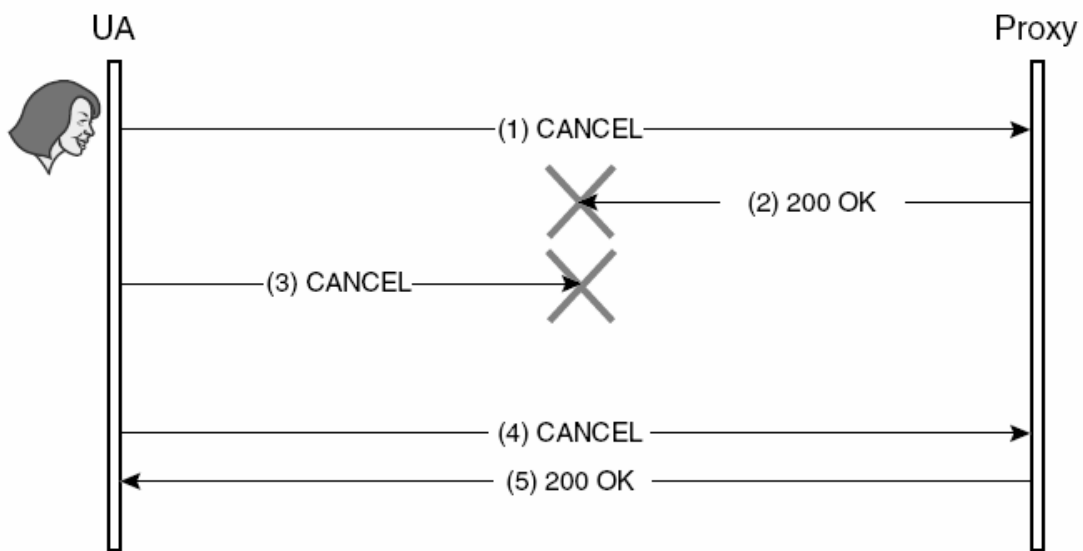 UA
Proxy
(1) CANCEL
(2) 200 OK
(3) CANCEL
(4) CANCEL
(5) 200 OK